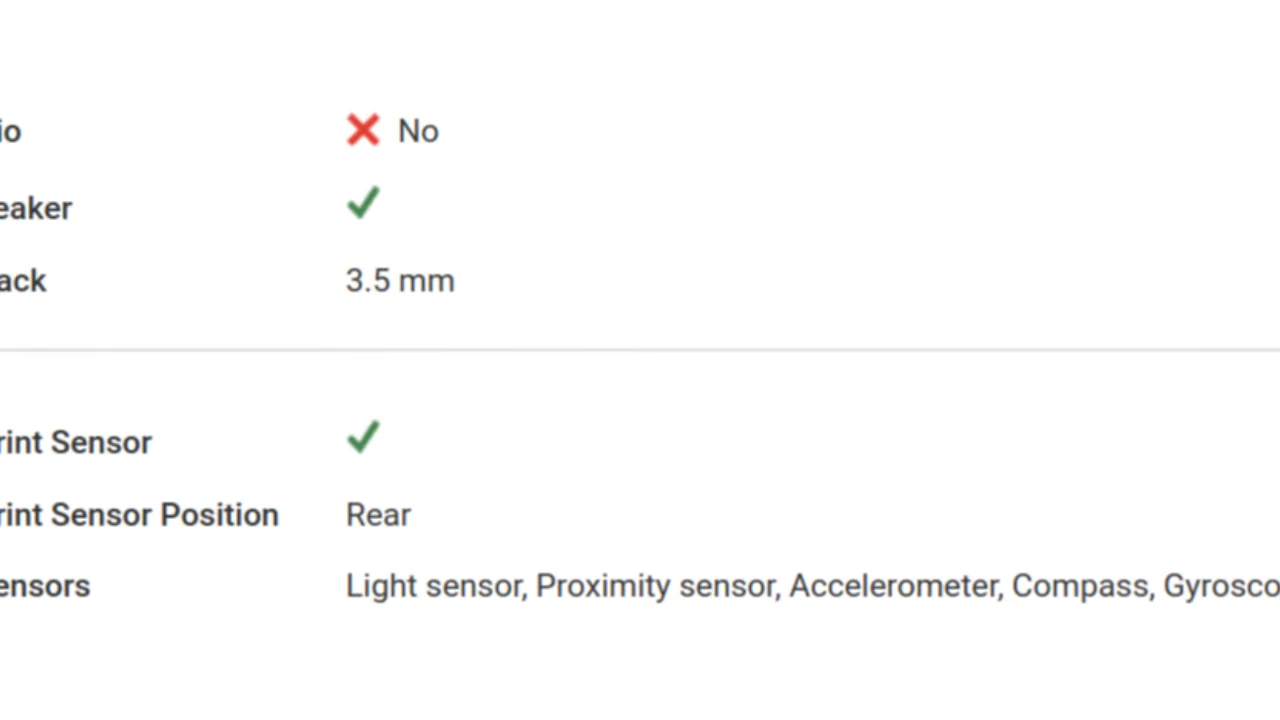 io No
eaker
ack 3.5 mm
rint Sensor
rint Sensor Position Rear
ensors Light sensor, Proximity sensor, Accelerometer, Compass, Gyrosco